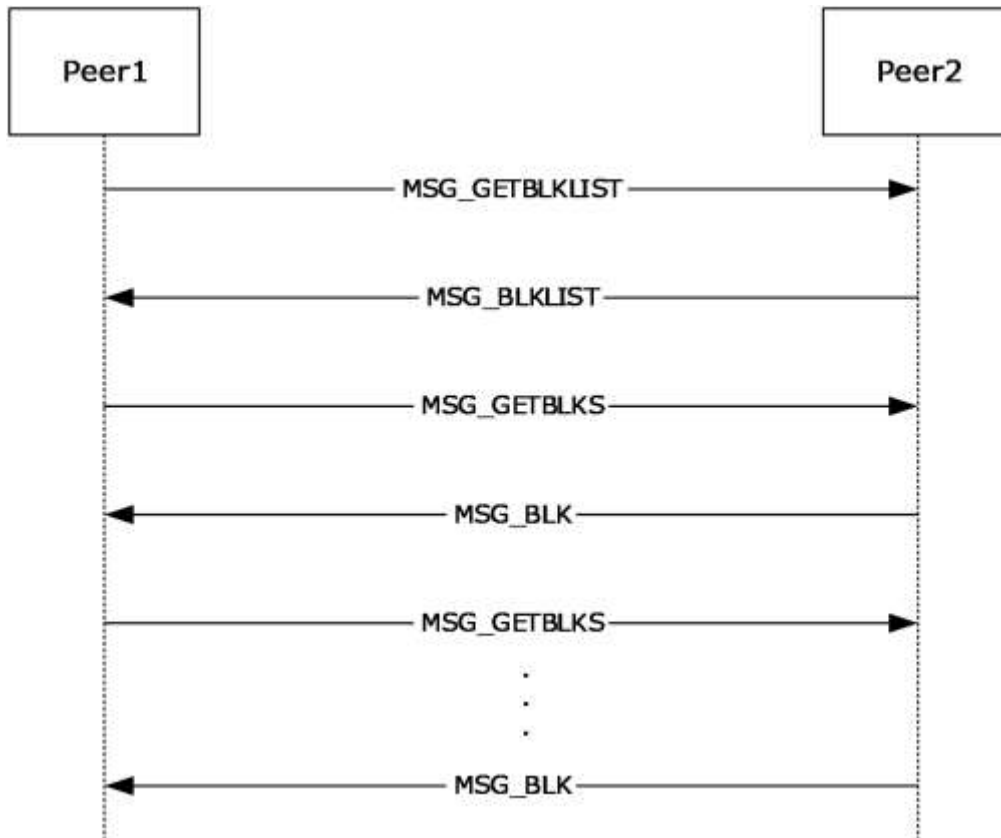 Peer1
Peer2
MSG_GETBLKLIST
MSG_BLKLIST
MSG_GETBLKS
MSG_BLK
MSG_GETBLKS
.
.
.
MSG_BLK